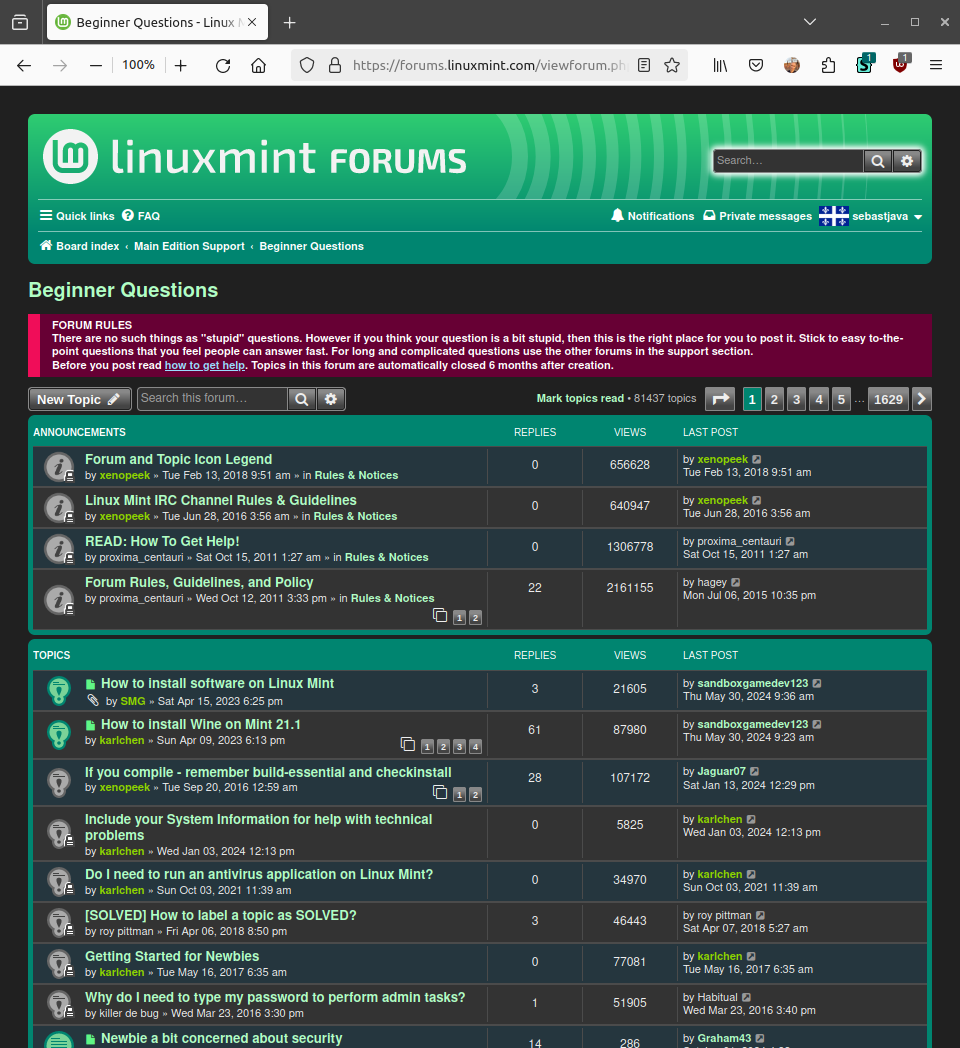 Beginner Questions - Linux M
100%
https://forums.linuxmint.com/viewforum.ph
1
1
linuxmint FORUMS
Search…
Quick links FAQ
Notifications Private messages sebastjava
Board index ‹ Main Edition Support ‹ Beginner Questions
Beginner Questions
FORUM RULES
There are no such things as "stupid" questions. However if you think your question is a bit stupid, then this is the right place for you to post it. Stick to easy to-the-
point questions that you feel people can answer fast. For long and complicated questions use the other forums in the support section.
Before you post read how to get help. Topics in this forum are automatically closed 6 months after creation.
New Topic Search this forum… Mark topics read • 81437 topics 1 2 3 4 5 … 1629
ANNOUNCEMENTS REPLIES VIEWS LAST POST
Forum and Topic Icon Legend 0 656628 by xenopeek
by xenopeek » Tue Feb 13, 2018 9:51 am » in Rules & Notices Tue Feb 13, 2018 9:51 am
Linux Mint IRC Channel Rules & Guidelines 0 640947 by xenopeek
by xenopeek » Tue Jun 28, 2016 3:56 am » in Rules & Notices Tue Jun 28, 2016 3:56 am
READ: How To Get Help! 0 1306778 by proxima_centauri
by proxima_centauri » Sat Oct 15, 2011 1:27 am » in Rules & Notices Sat Oct 15, 2011 1:27 am
Forum Rules, Guidelines, and Policy 22 2161155 by hagey
by proxima_centauri » Wed Oct 12, 2011 3:33 pm » in Rules & Notices Mon Jul 06, 2015 10:35 pm
1 2
TOPICS REPLIES VIEWS LAST POST
How to install software on Linux Mint 3 21605 by sandboxgamedev123
by SMG » Sat Apr 15, 2023 6:25 pm Thu May 30, 2024 9:36 am
How to install Wine on Mint 21.1 61 87980 by sandboxgamedev123
by karlchen » Sun Apr 09, 2023 6:13 pm 1 2 3 4 Thu May 30, 2024 9:23 am
If you compile - remember build-essential and checkinstall 28 107172 by Jaguar07
by xenopeek » Tue Sep 20, 2016 12:59 am 1 2 Sat Jan 13, 2024 12:29 pm
Include your System Information for help with technical 0 5825 by karlchen
problems Wed Jan 03, 2024 12:13 pm
by karlchen » Wed Jan 03, 2024 12:13 pm
Do I need to run an antivirus application on Linux Mint? 0 34970 by karlchen
by karlchen » Sun Oct 03, 2021 11:39 am Sun Oct 03, 2021 11:39 am
[SOLVED] How to label a topic as SOLVED? 3 46443 by roy pittman
by roy pittman » Fri Apr 06, 2018 8:50 pm Sat Apr 07, 2018 5:27 am
Getting Started for Newbies 0 77081 by karlchen
by karlchen » Tue May 16, 2017 6:35 am Tue May 16, 2017 6:35 am
Why do I need to type my password to perform admin tasks? 1 51905 by Habitual
by killer de bug » Wed Mar 23, 2016 3:30 pm Wed Mar 23, 2016 3:40 pm
Newbie a bit concerned about security 14 286 by Graham43